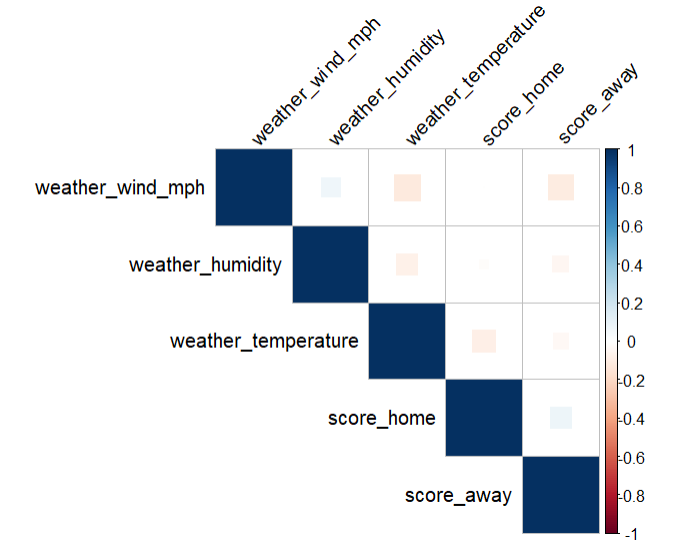 weather_wind_mph
weather_humidity
weather_temperature
score_home
score_away
weather_wind_mph
weather_humidity
weather_temperature
score_home
score_away
1
0.8
0.6
0.4
0.2
0
-0.2
-0.4
-0.6
-0.8
-1